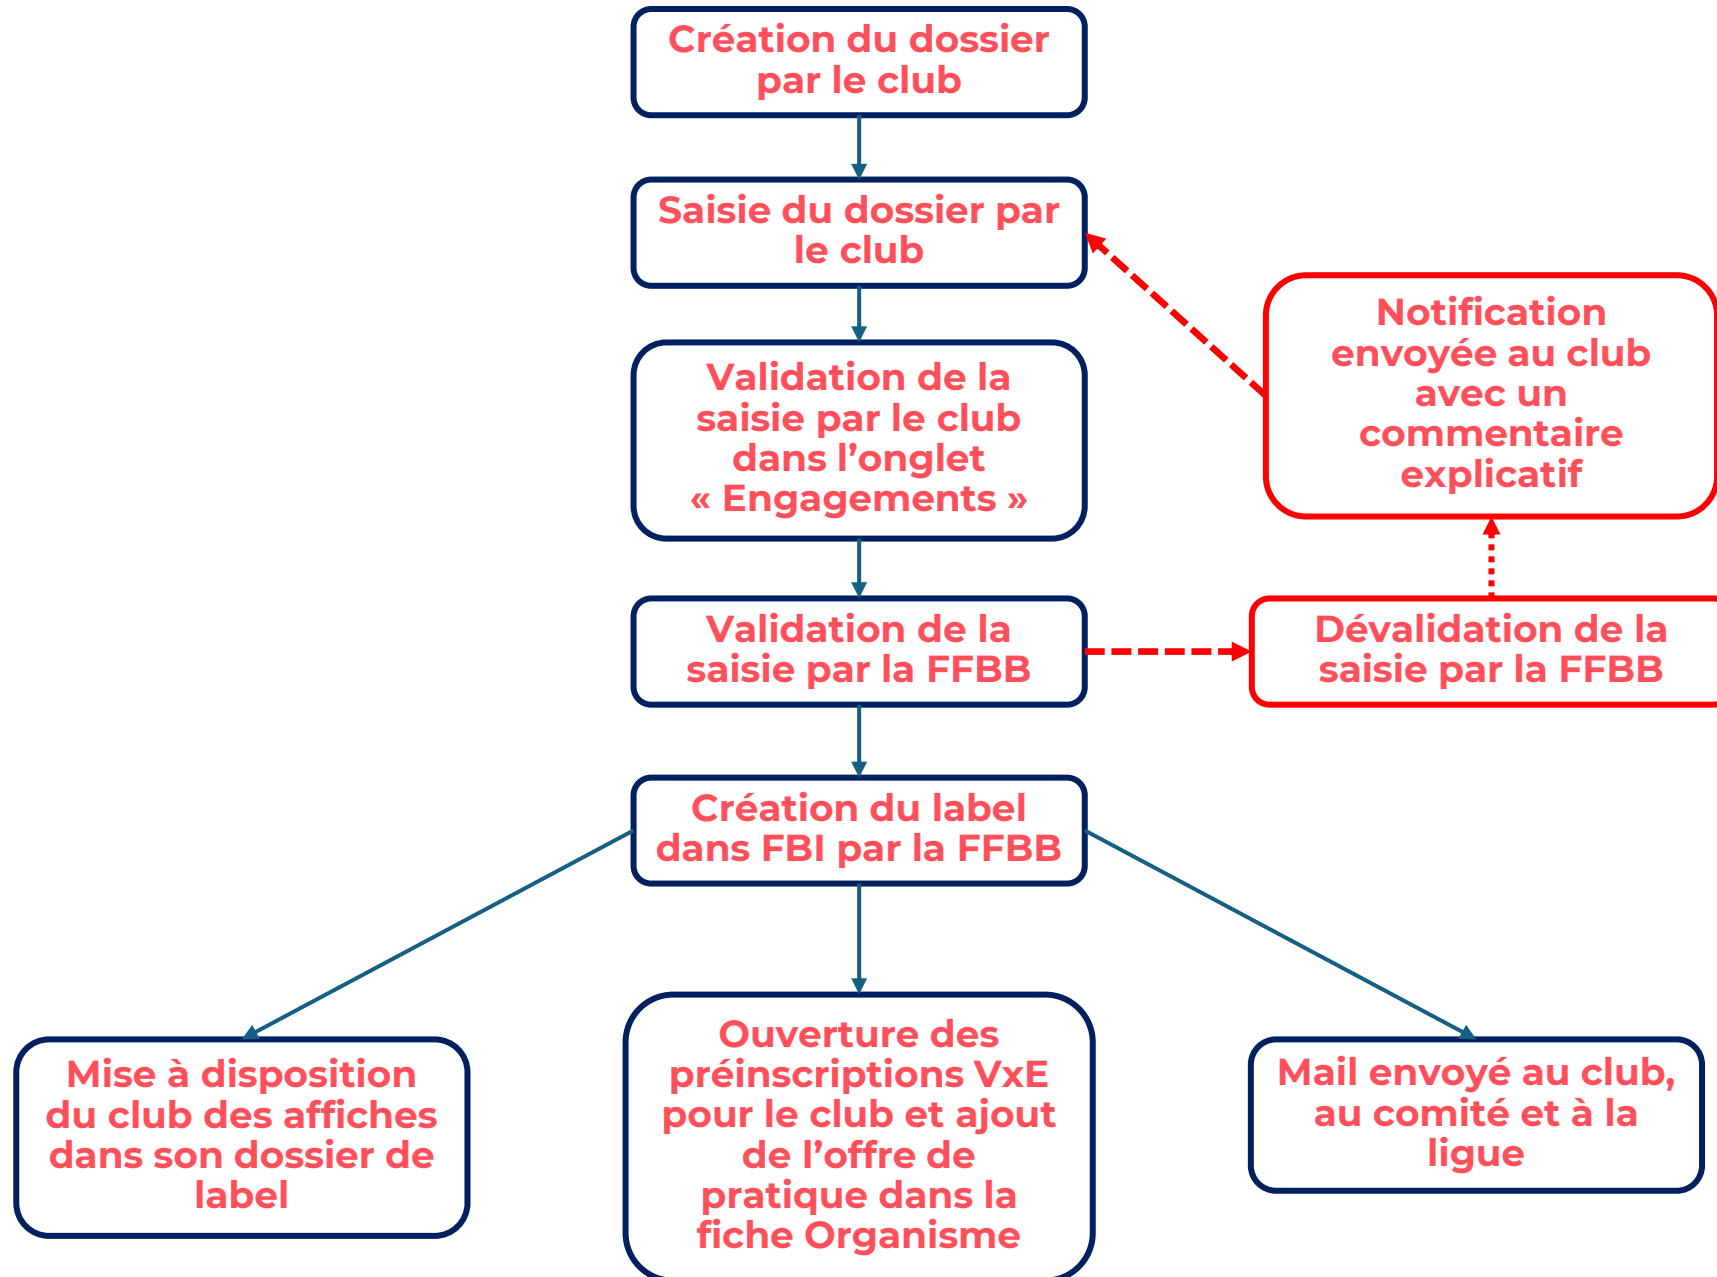 Création du dossier
par le club
Saisie du dossier par
le club
Notification
envoyée au club
avec un
commentaire
explicatif
Validation de la
saisie par le club
dans l’onglet
« Engagements »
Validation de la
saisie par la FFBB
Dévalidation de la
saisie par la FFBB
Création du label
dans FBI par la FFBB
Mise à disposition
du club des affiches
dans son dossier de
label
Ouverture des
préinscriptions VxE
pour le club et ajout
de l’offre de
pratique dans la
fiche Organisme
Mail envoyé au club,
au comité et à la
ligue